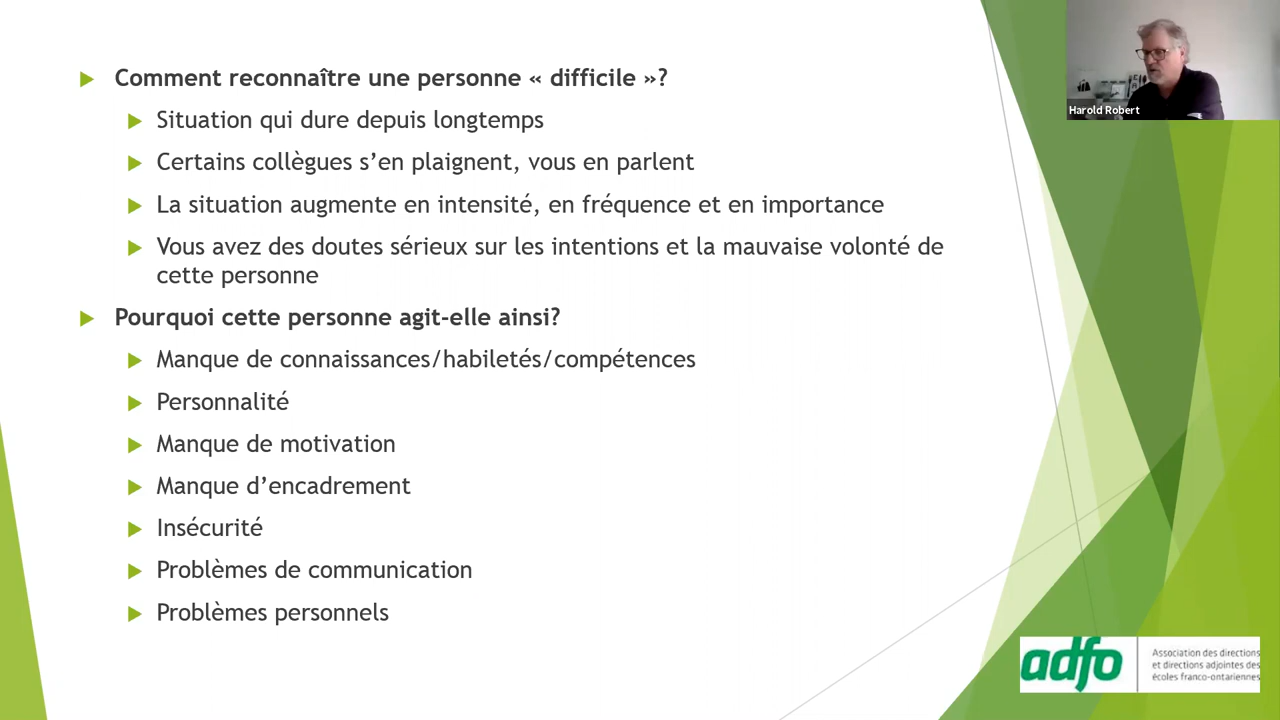 Comment reconnaître une personne « difficile »?
Situation qui dure depuis longtemps
Certains collègues s’en plaignent, vous en parlent
La situation augmente en intensité, en fréquence et en importance
Vous avez des doutes sérieux sur les intentions et la mauvaise volonté de
cette personne
Pourquoi cette personne agit-elle ainsi?
Manque de connaissances/habiletés/compétences
Personnalité
Manque de motivation
Manque d’encadrement
Insécurité
Problèmes de communication
Problèmes personnels
Harold Robert
adfo
Association des directions
et directions adjointes des
écoles franco-ontariennes